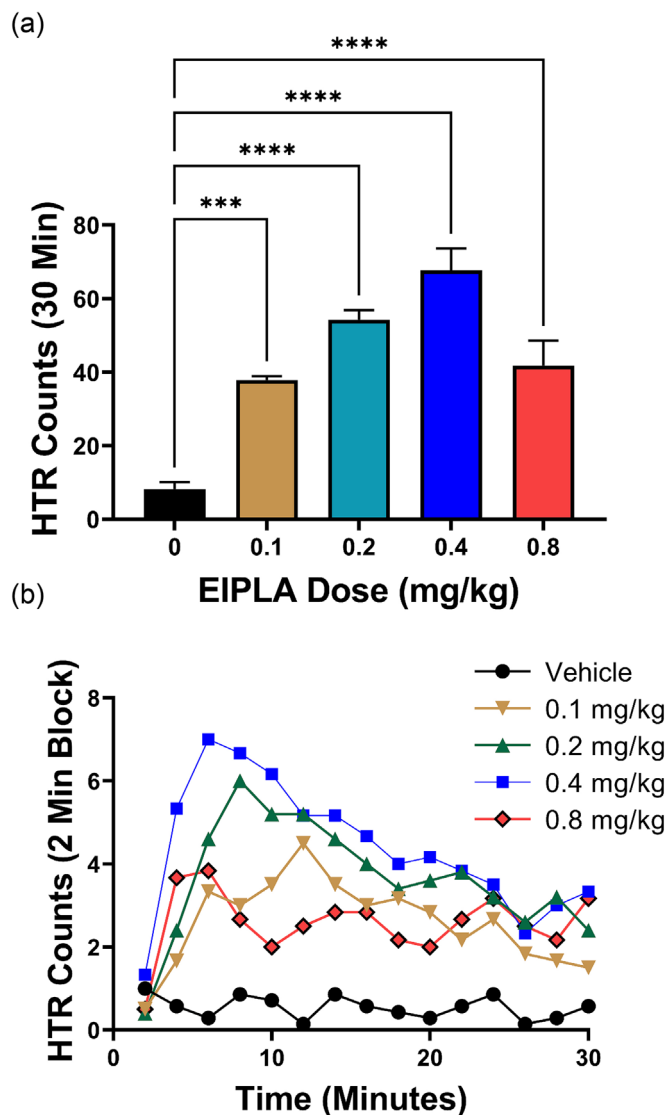 (a)
****
****
****
***
HTR Counts (30 Min)
80
60
40
20
0
0 0.1 0.2 0.4 0.8
EIPLA Dose (mg/kg)
(b)
HTR Counts (2 Min Block)
8
6
4
2
0
0 10 20 30
Time (Minutes)
Vehicle
0.1 mg/kg
0.2 mg/kg
0.4 mg/kg
0.8 mg/kg